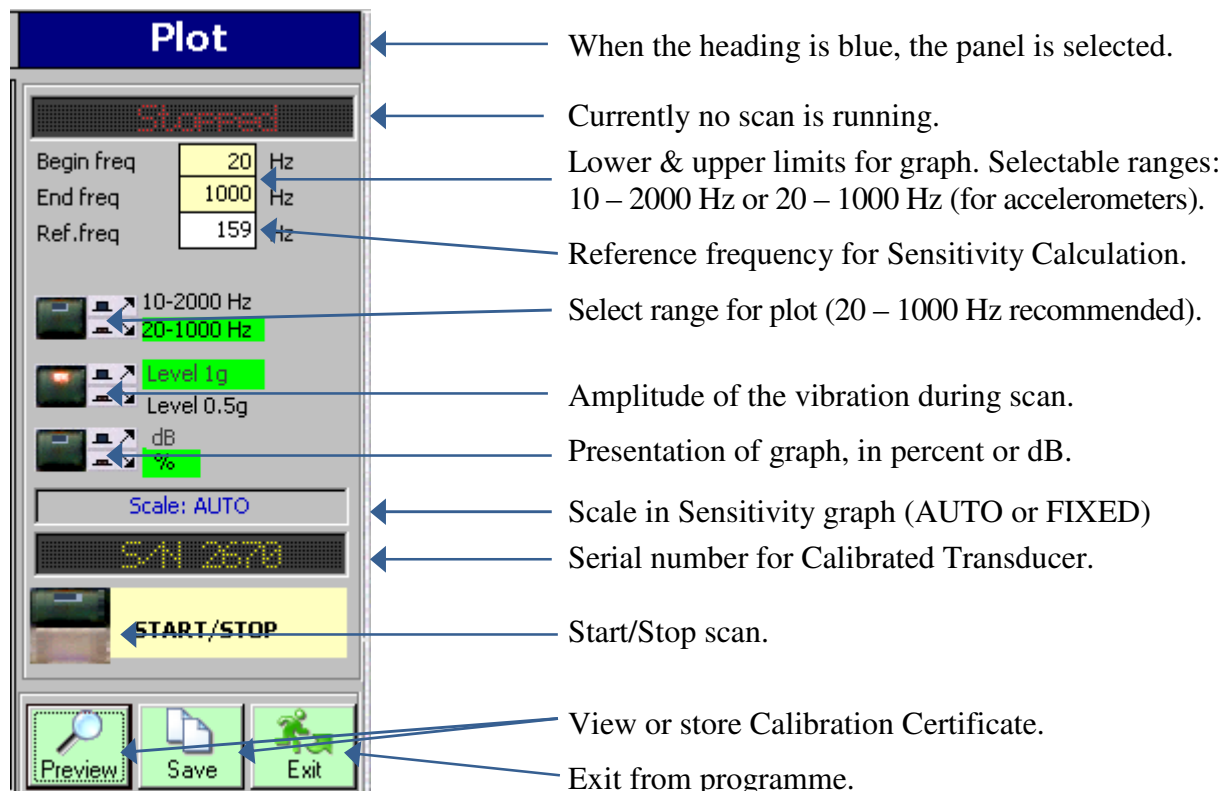 Plot
When the heading is blue, the panel is selected.
Stopped
Currently no scan is running.
Begin freq 20 Hz
End freq 1000 Hz
Lower & upper limits for graph. Selectable ranges:
10 – 2000 Hz or 20 – 1000 Hz (for accelerometers).
Ref.freq 159 Hz
Reference frequency for Sensitivity Calculation.
10-2000 Hz
20-1000 Hz
Select range for plot (20 – 1000 Hz recommended).
Level 1g
Level 0.5g
Amplitude of the vibration during scan.
dB
%
Presentation of graph, in percent or dB.
Scale: AUTO
Scale in Sensitivity graph (AUTO or FIXED)
S/N 2670
Serial number for Calibrated Transducer.
START/STOP
Start/Stop scan.
Preview Save Exit
View or store Calibration Certificate.
Exit from programme.